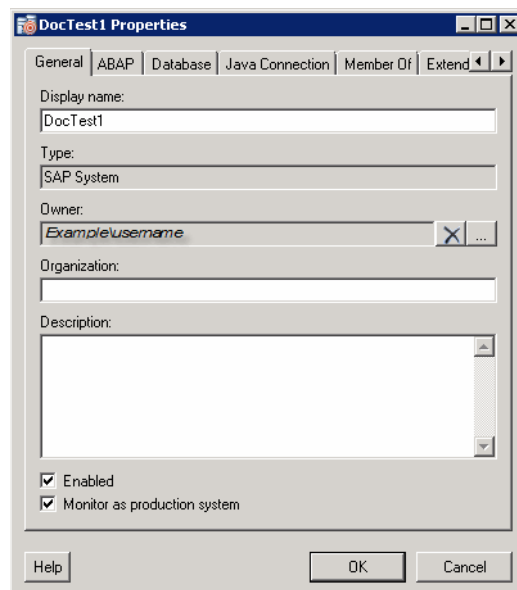 DocTest1 Properties
General ABAP Database Java Connection Member Of Extend
Display name:
DocTest1
Type:
SAP System
Owner:
Example\username
...
Organization:
Description:
Enabled
Monitor as production system
Help OK Cancel